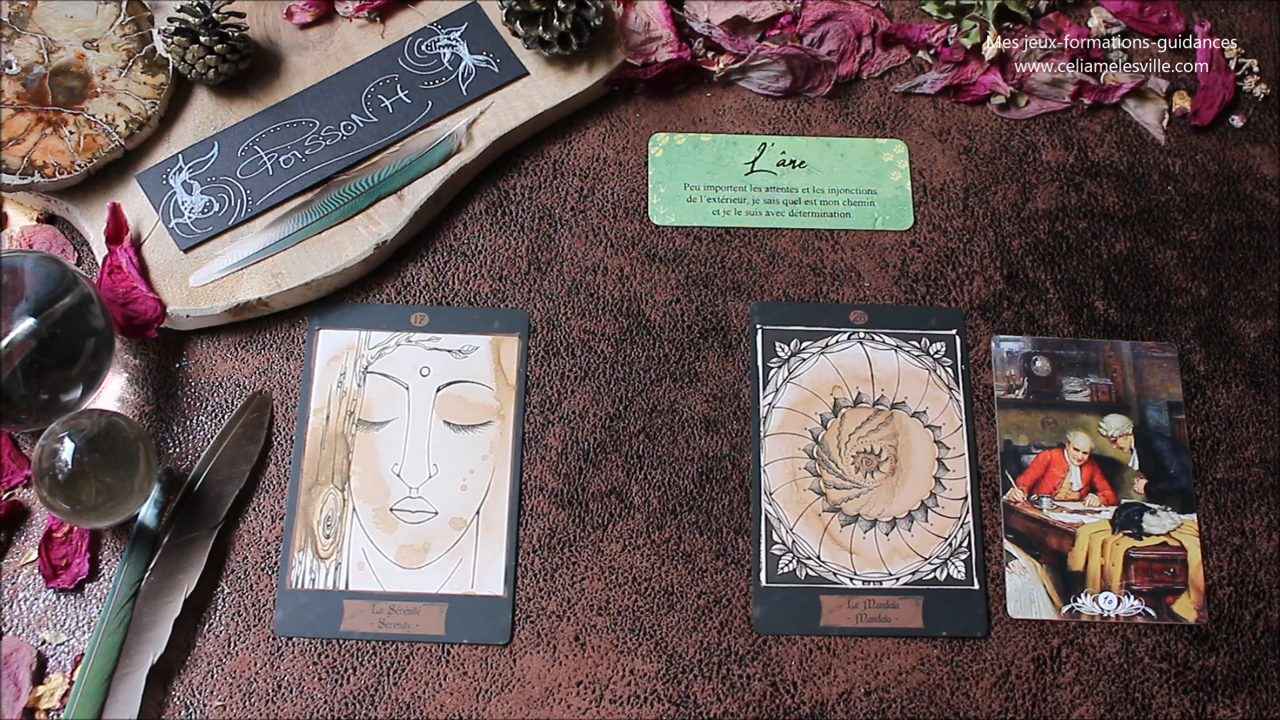 Mes jeux-formations-guidances
www.celiamelesville.com
POISSON H
L'âne
Peu importent les attentes et les injonctions
de l'extérieur, je sais quel est mon chemin
et je le suis avec détermination.
17
La Sérénité
- Serenity -
Le Mandala
- Mandala -